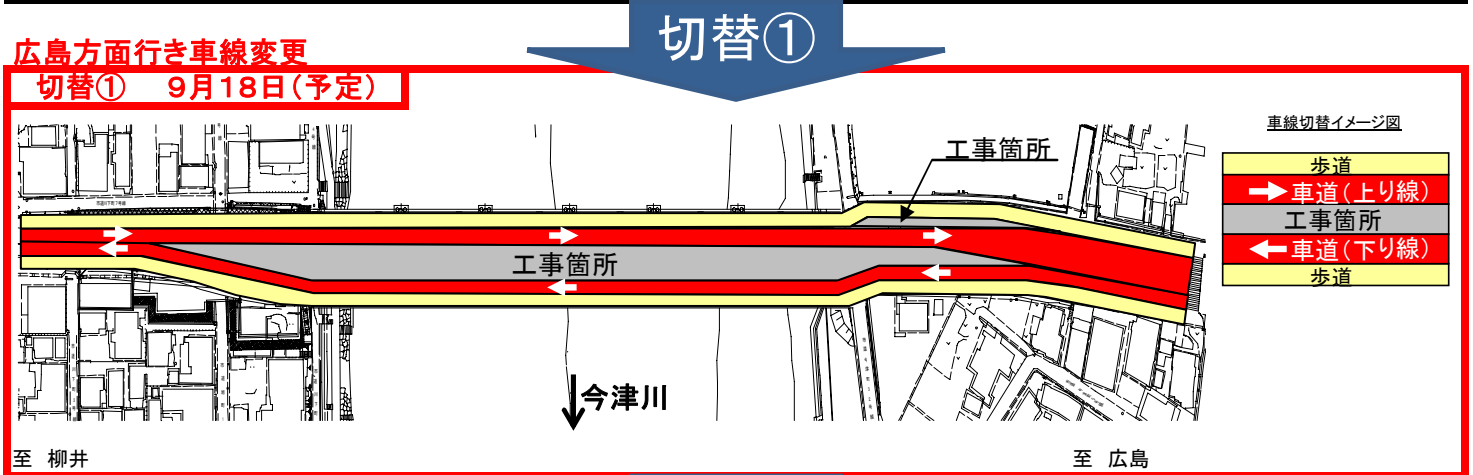 切替①
広島方面行き車線変更
切替①　9月18日(予定)
車線切替イメージ図
工事箇所
歩道
車道(上り線)
工事箇所
車道(下り線)
歩道
工事箇所
今津川
至 柳井
至 広島